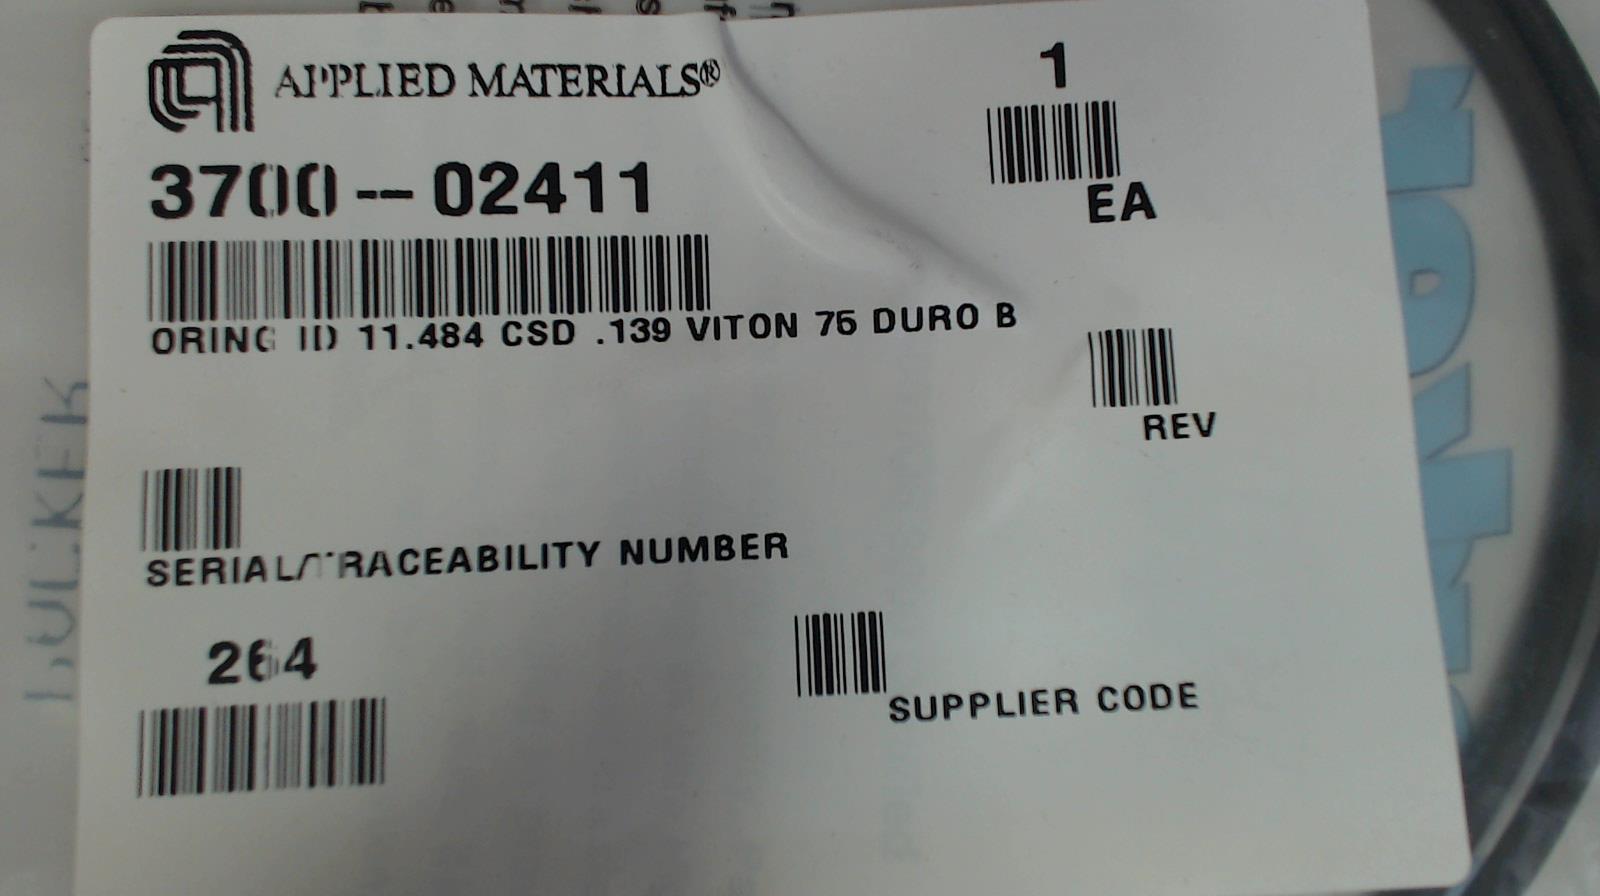 APPLIED MATERIALS®
1
EA
3700--02411
ORING ID 11.484 CSD .139 VITON 75 DURO B
REV
SERIAL/TRACEABILITY NUMBER
264
SUPPLIER CODE